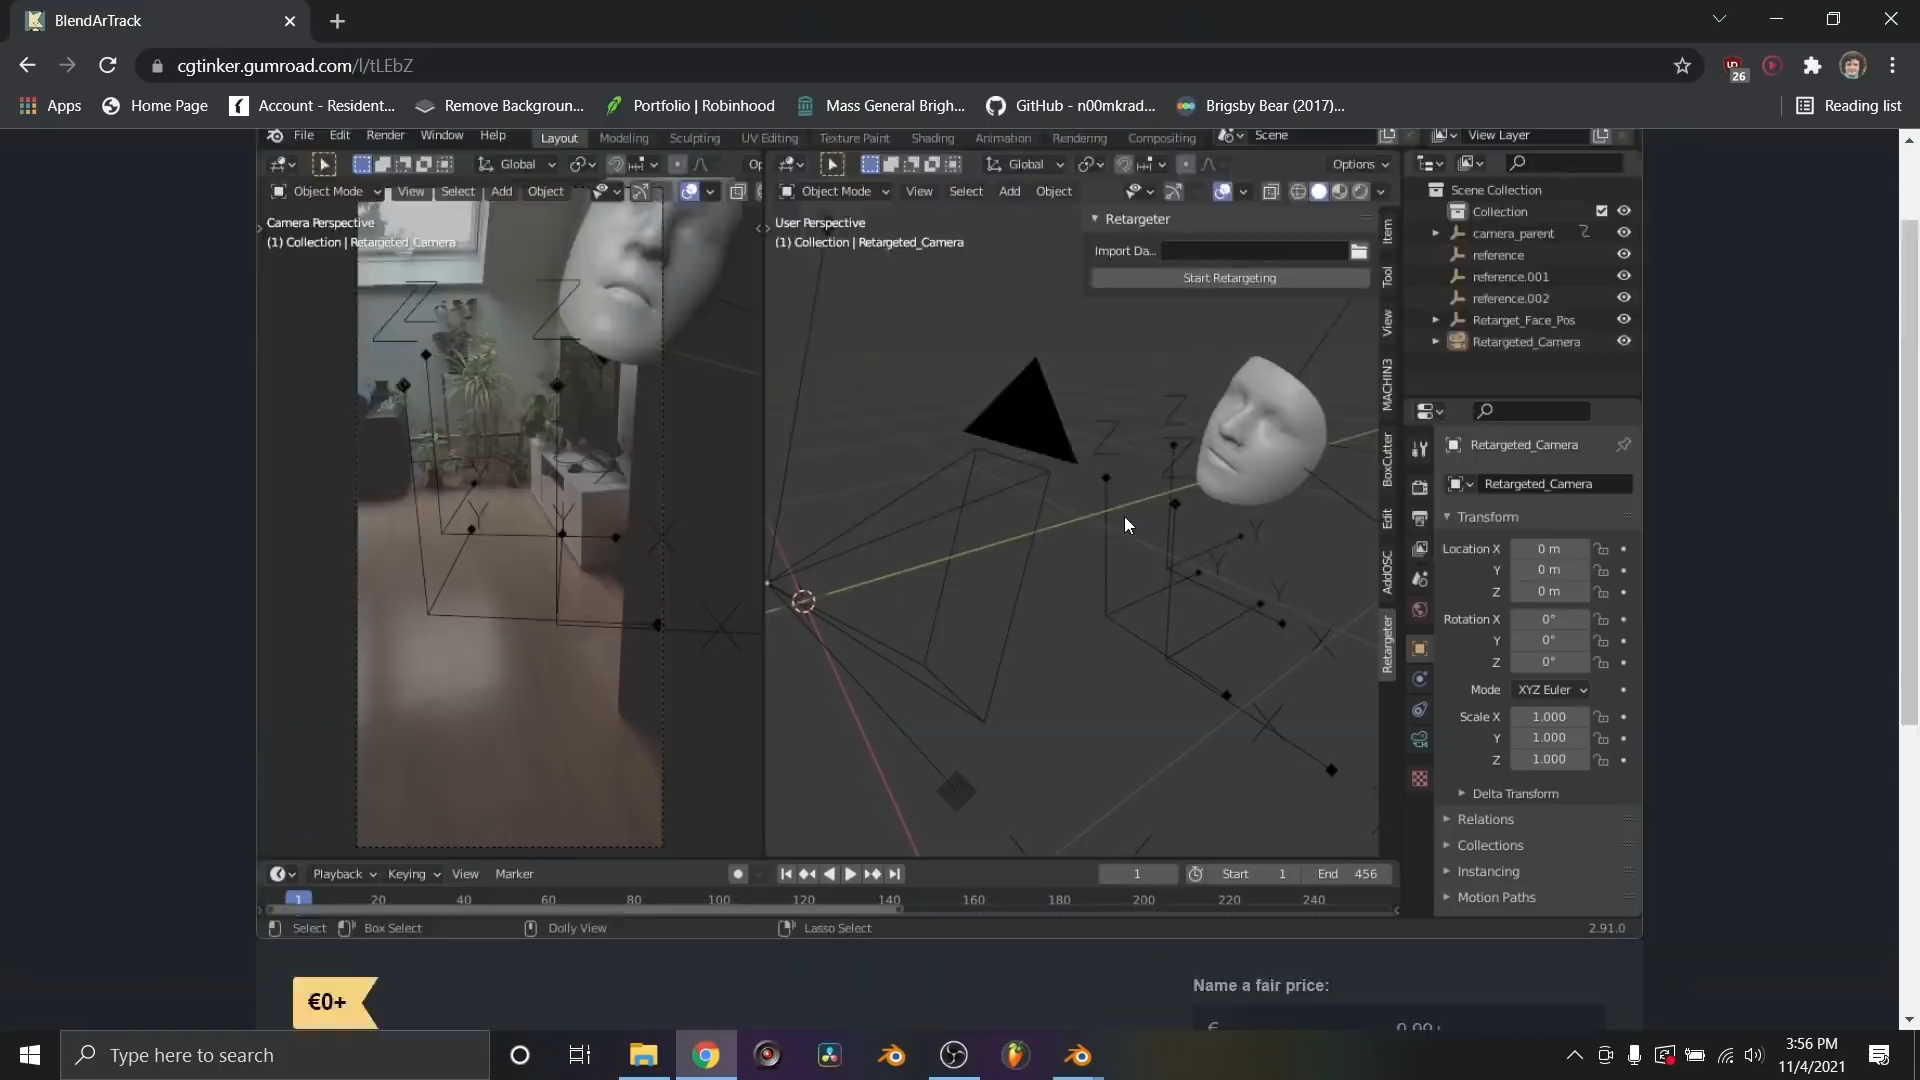 BlendArTrack
cgtinker.gumroad.com/l/tLEbZ
26
Apps Home Page Account - Resident... Remove Backgroun... Portfolio | Robinhood Mass General Brigh... GitHub - n00mkrad... Brigsby Bear (2017)... Reading list
File Edit Render Window Help Layout Modeling Sculpting UV Editing Texture Paint Shading Animation Rendering Compositing Scene View Layer
Global Op Global Options
Object Mode View Select Add Object Object Mode View Select Add Object
Camera Perspective
(1) Collection | Retargeted_Camera
User Perspective
(1) Collection | Retargeted_Camera
Retargeter
Import Da...
Start Retargeting
Item
Tool
View
MACHIN3
BoxCutter
Edit
AddOSC
Retargeter
Z Z Z Z Z
Y Y Y Y Y
X X X X
Scene Collection
Collection
camera_parent
reference
reference.001
reference.002
Retarget_Face_Pos
Retargeted_Camera
Retargeted_Camera
Retargeted_Camera
Transform
Location X 0 m
Y 0 m
Z 0 m
Rotation X 0°
Y 0°
Z 0°
Mode XYZ Euler
Scale X 1.000
Y 1.000
Z 1.000
Delta Transform
Relations
Collections
Instancing
Motion Paths
Playback Keying View Marker 1 Start 1 End 456
1 20 40 60 80 100 120 140 160 180 200 220 240
Select Box Select Dolly View Lasso Select 2.91.0
€0+
Name a fair price:
€
Type here to search
3:56 PM
11/4/2021